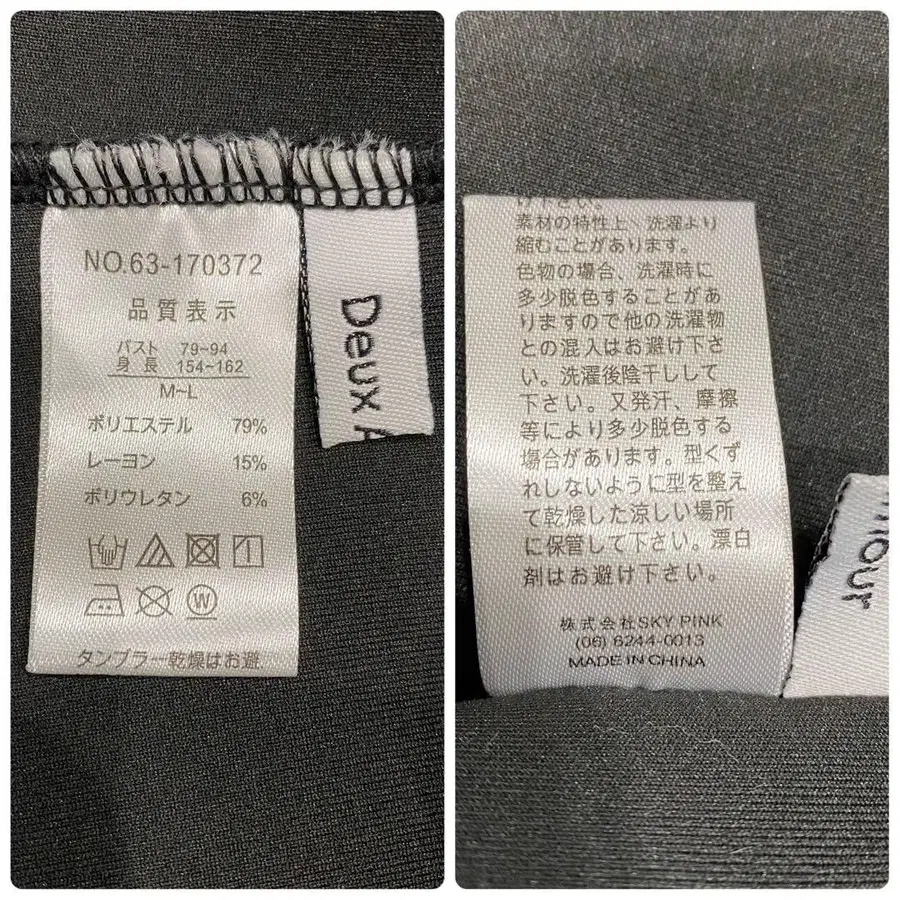 NO.63-170372
品質表示
バスト 79~94
身長 154~162
M~L
ポリエステル 79%
レーヨン 15%
ポリウレタン 6%
W
タンブラー乾燥はお避
Deux A
け下さい。
素材の特性上、洗濯より
縮むことがあります。
色物の場合、洗濯時に
多少脱色することがあ
りますので他の洗濯物
との混入はお避け下さ
い。洗濯後陰干しして
下さい。又発汗、摩擦
等により多少脱色する
場合があります。型くず
れしないように型を整え
て乾燥した涼しい場所
に保管して下さい。漂白
剤はお避け下さい。
株式会社SKY PINK
(06) 6244-0013
MADE IN CHINA
mour